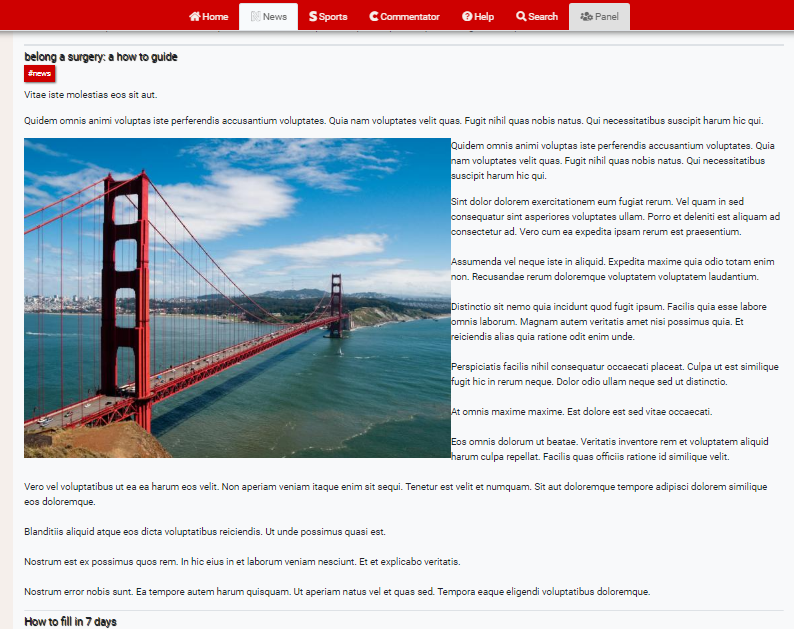 Home News Sports Commentator Help Search Panel
belong a surgery: a how to guide
#news
Vitae iste molestias eos sit aut.
Quidem omnis animi voluptas iste perferendis accusantium voluptates. Quia nam voluptates velit quas. Fugit nihil quas nobis natus. Qui necessitatibus suscipit harum hic qui.
Quidem omnis animi voluptas iste perferendis accusantium voluptates. Quia
nam voluptates velit quas. Fugit nihil quas nobis natus. Qui necessitatibus
suscipit harum hic qui.
Sint dolor dolorem exercitationem eum fugiat rerum. Vel quam in sed
consequatur sint asperiores voluptates ullam. Porro et deleniti est aliquam ad
consectetur ad. Vero cum ea expedita ipsam rerum est praesentium.
Assumenda vel neque iste in aliquid. Expedita maxime quia odio totam enim
non. Recusandae rerum doloremque voluptatem voluptatem laudantium.
Distinctio sit nemo quia incidunt quod fugit ipsum. Facilis quia esse labore
omnis laborum. Magnam autem veritatis amet nisi possimus quia. Et
reiciendis alias quia ratione odit enim unde.
Perspiciatis facilis nihil consequatur occaecati placeat. Culpa ut est similique
fugit hic in rerum neque. Dolor odio ullam neque sed ut distinctio.
At omnis maxime maxime. Est dolore est sed vitae occaecati.
Eos omnis dolorum ut beatae. Veritatis inventore rem et voluptatem aliquid
harum culpa repellat. Facilis quas officiis ratione id similique velit.
Vero vel voluptatibus ut ea ea harum eos velit. Non aperiam veniam itaque enim sit sequi. Tenetur est velit et numquam. Sit aut doloremque tempore adipisci dolorem similique
eos doloremque.
Blanditiis aliquid atque eos dicta voluptatibus reiciendis. Ut unde possimus quasi est.
Nostrum est ex possimus quos rem. In hic eius in et laborum veniam nesciunt. Et et explicabo veritatis.
Nostrum error nobis sunt. Ea tempore autem harum quisquam. Ut aperiam natus vel et quas sed. Tempora eaque eligendi voluptatibus doloremque.
How to fill in 7 days